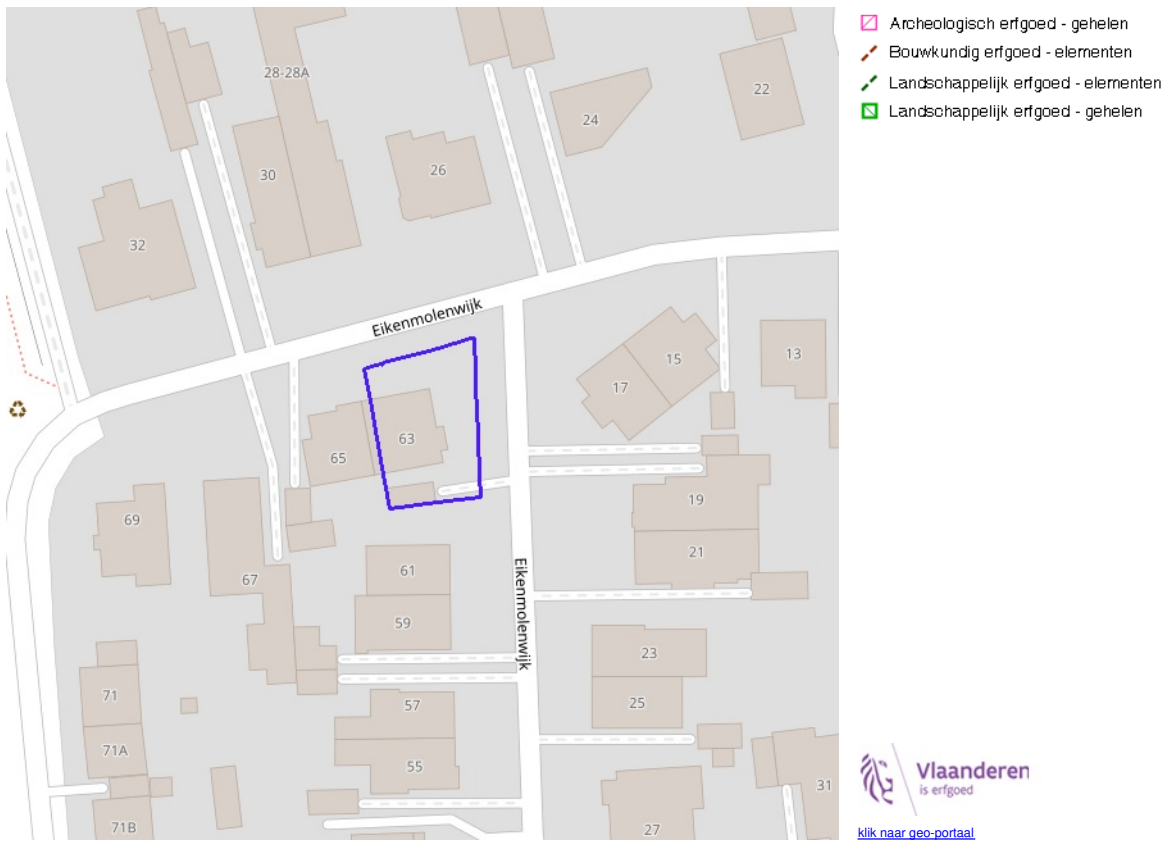 28-28A
22
24
30
26
32
Eikenmolenwijk
15
13
17
63
65
19
69
21
61
67
Eikenmolenwijk
59
23
71
25
57
71A
55
31
71B
27
Archeologisch erfgoed - gehelen
Bouwkundig erfgoed - elementen
Landschappelijk erfgoed - elementen
Landschappelijk erfgoed - gehelen
Vlaanderen
is erfgoed
klik naar geo-portaal